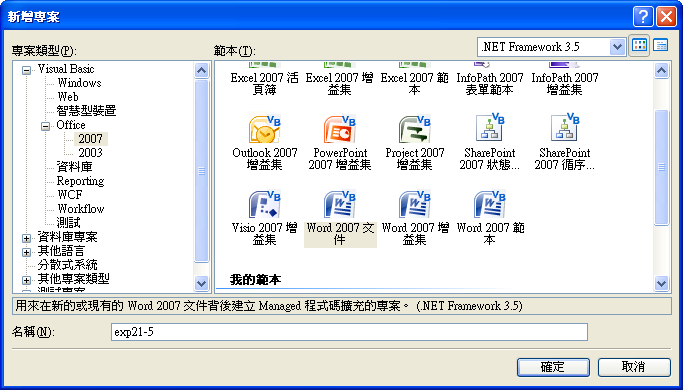 新增專案
專案類型(P):
範本(T):
.NET Framework 3.5
Visual Basic
Windows
Web
智慧型裝置
Office
2007
2003
資料庫
Reporting
WCF
Workflow
測試
資料庫專案
其他語言
分散式系統
其他專案類型
測試專案
Excel 2007 活
頁簿
Excel 2007 增
益集
Excel 2007 範
本
InfoPath 2007
表單範本
InfoPath 2007
增益集
Outlook 2007
增益集
PowerPoint
2007 增益集
Project 2007
增益集
SharePoint
2007 狀態...
SharePoint
2007 循序...
Visio 2007 增
益集
Word 2007 文
件
Word 2007 增
益集
Word 2007 範
本
我的範本
用來在新的或現有的 Word 2007 文件背後建立 Managed 程式碼擴充的專案。 (.NET Framework 3.5)
名稱(N):
exp21-5
確定
取消